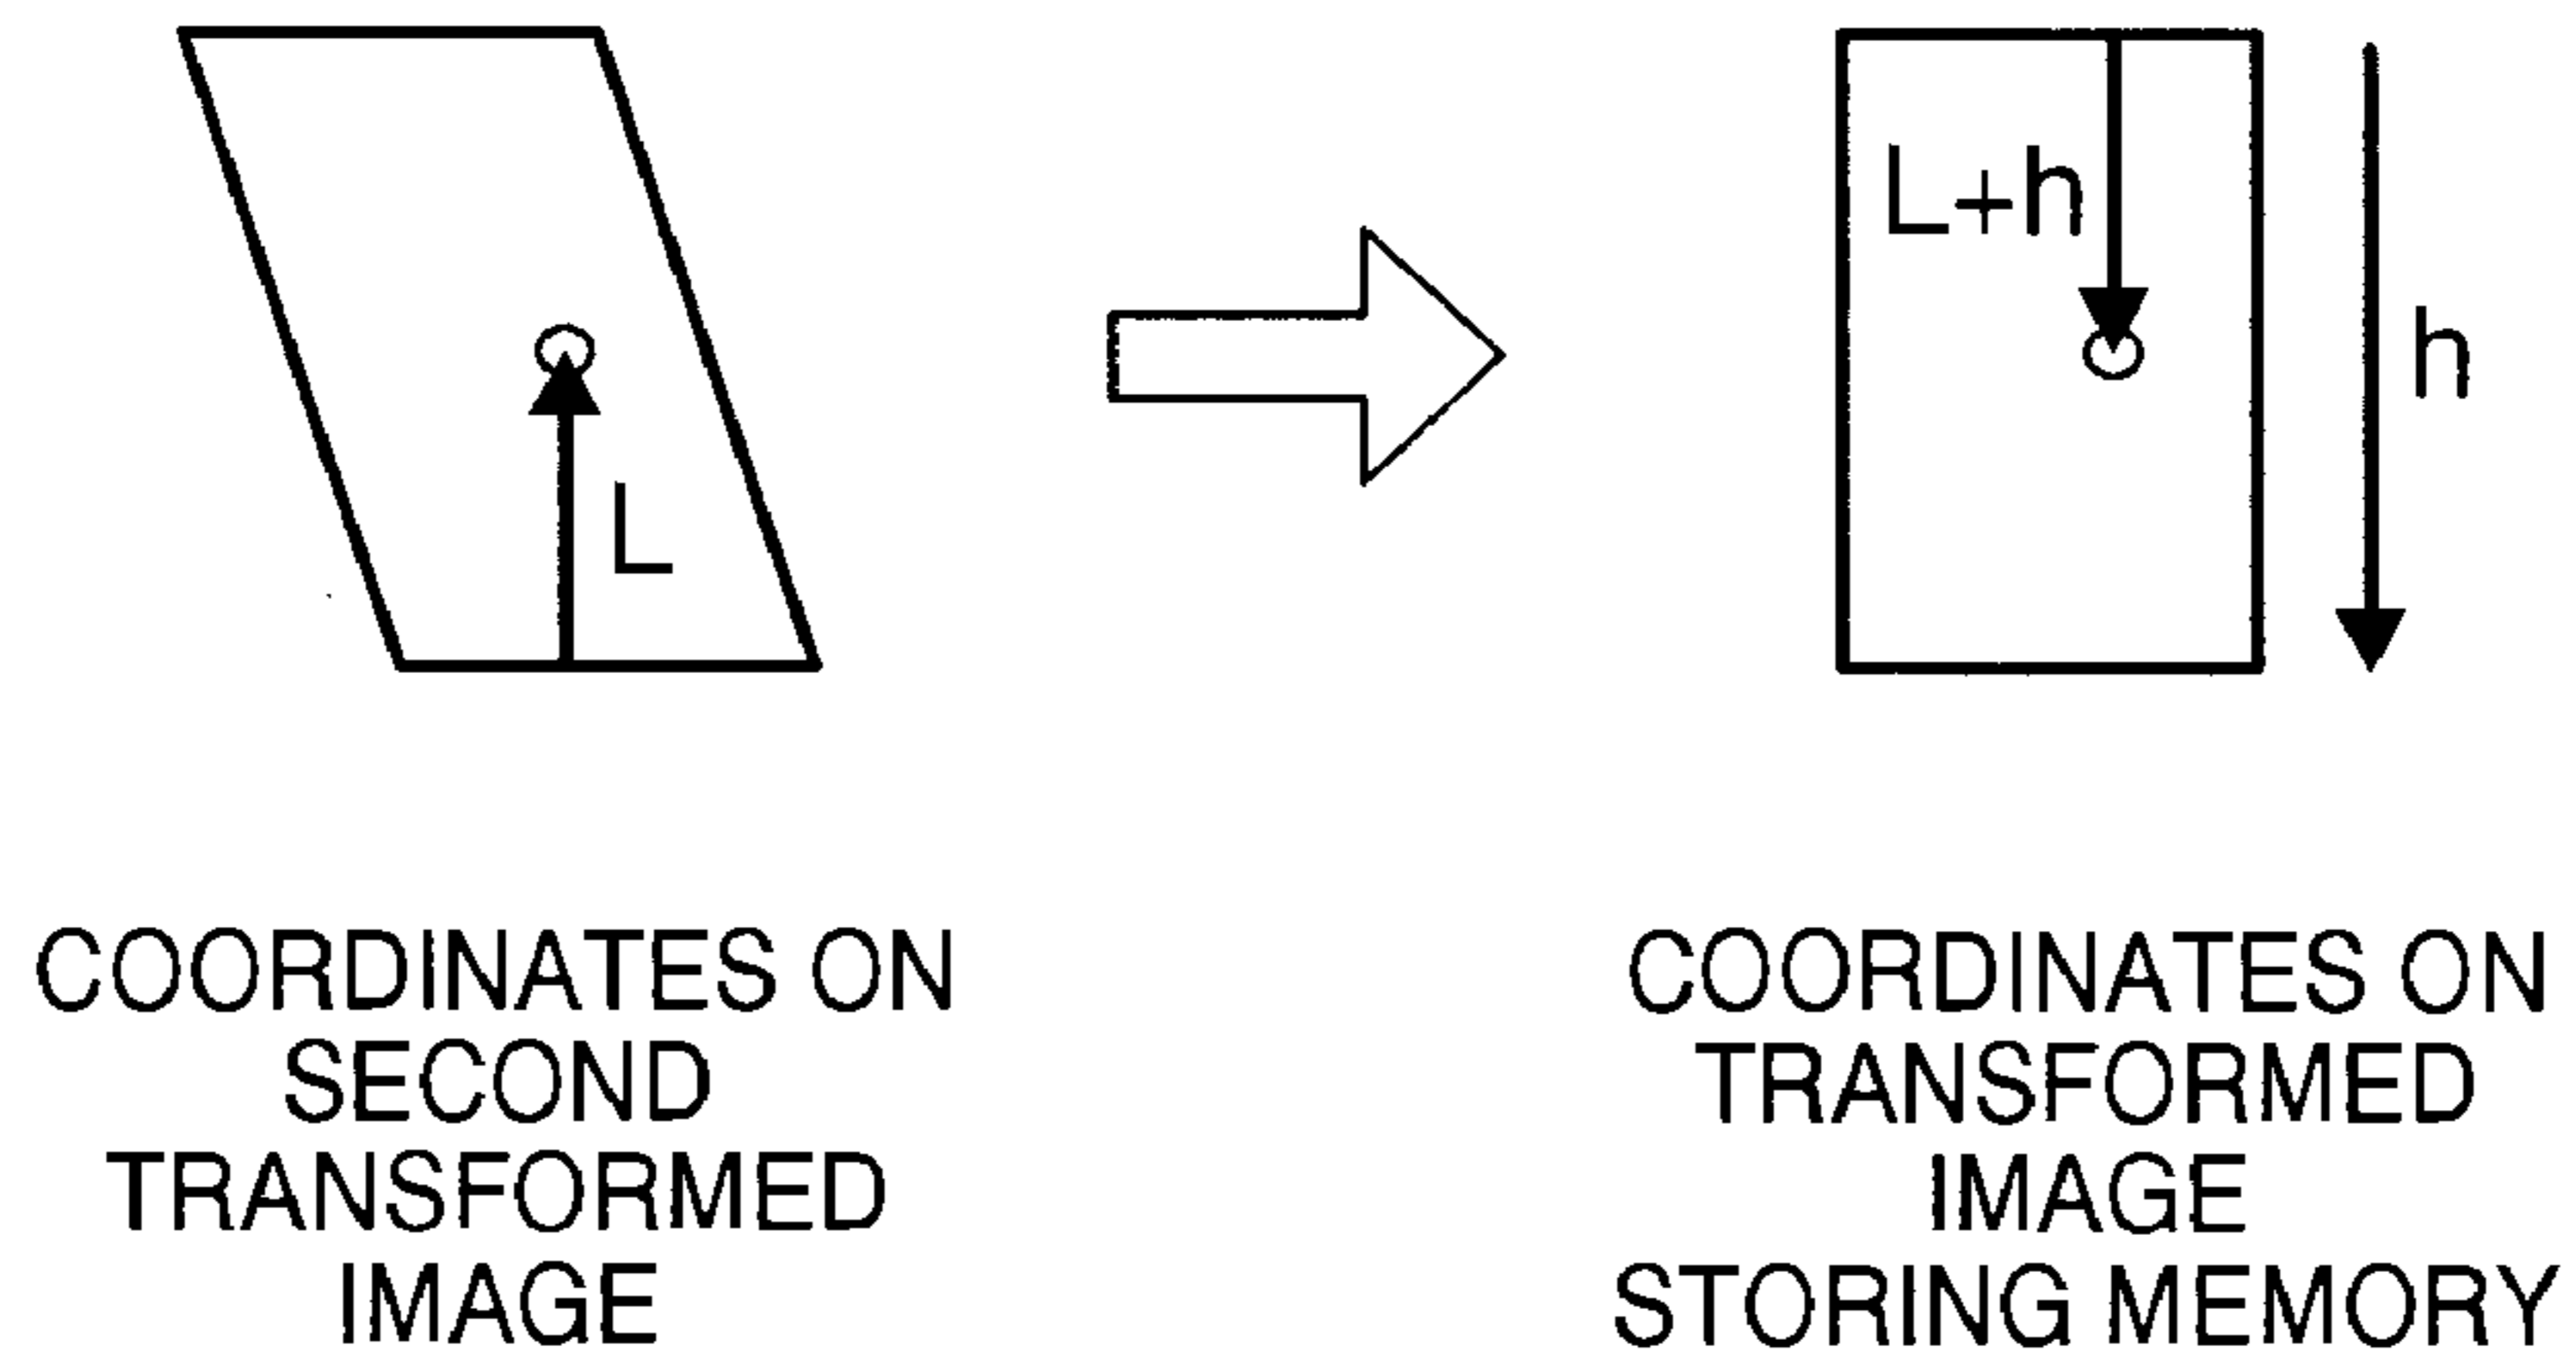 L
L+h
h
COORDINATES ON
SECOND
TRANSFORMED
IMAGE
COORDINATES ON
TRANSFORMED
IMAGE
STORING MEMORY